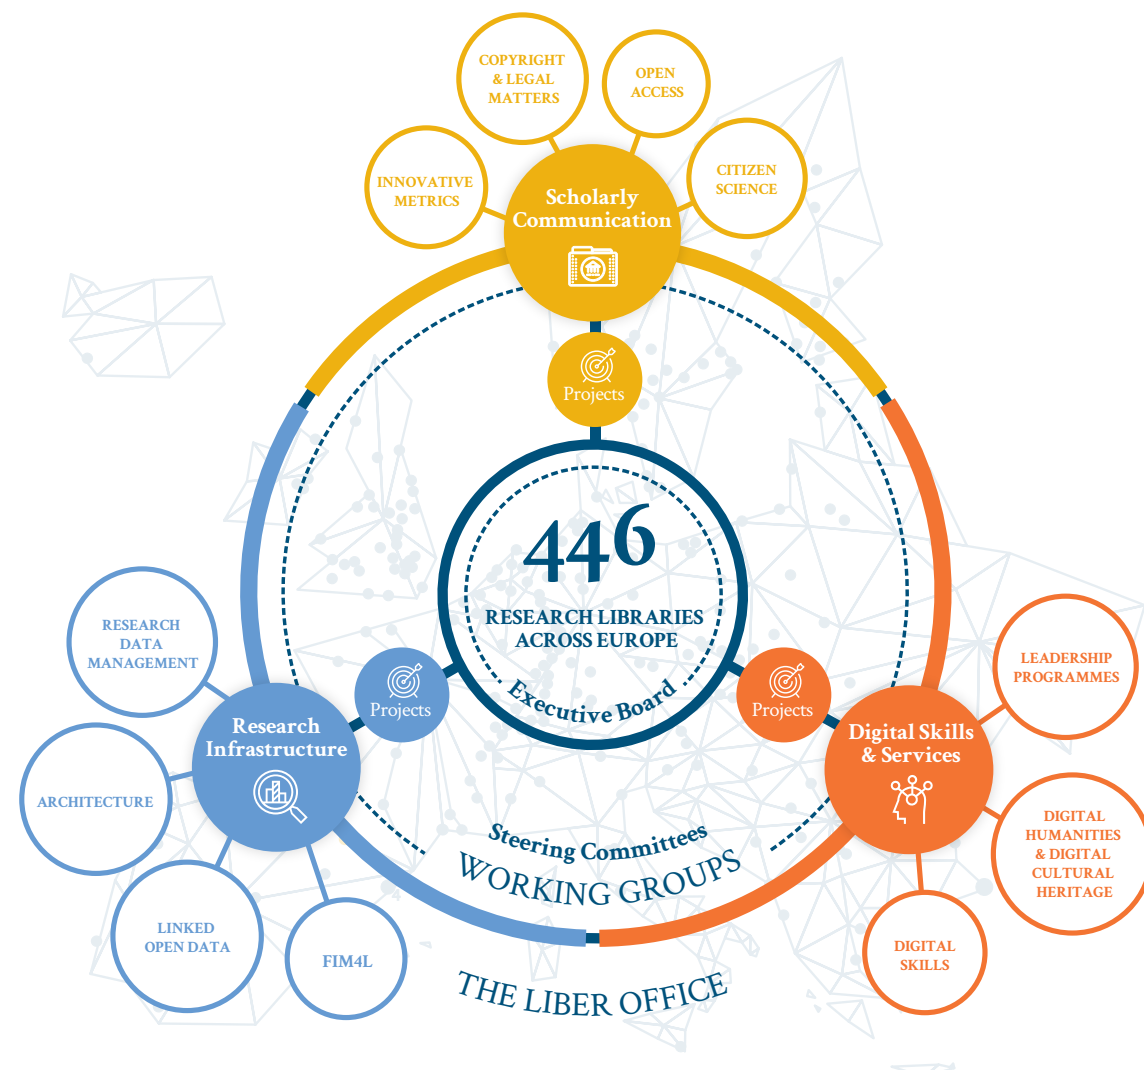 COPYRIGHT
& LEGAL
MATTERS
OPEN
ACCESS
INNOVATIVE
METRICS
CITIZEN
SCIENCE
Scholarly
Communication
Projects
446
RESEARCH LIBRARIES
ACROSS EUROPE
Executive Board
Projects
Projects
RESEARCH
DATA
MANAGEMENT
Research
Infrastructure
ARCHITECTURE
LINKED
OPEN DATA
FIM4L
LEADERSHIP
PROGRAMMES
Digital Skills
& Services
DIGITAL
HUMANITIES
& DIGITAL
CULTURAL
HERITAGE
DIGITAL
SKILLS
Steering Committees
WORKING GROUPS
4
THE LIBER OFFICE